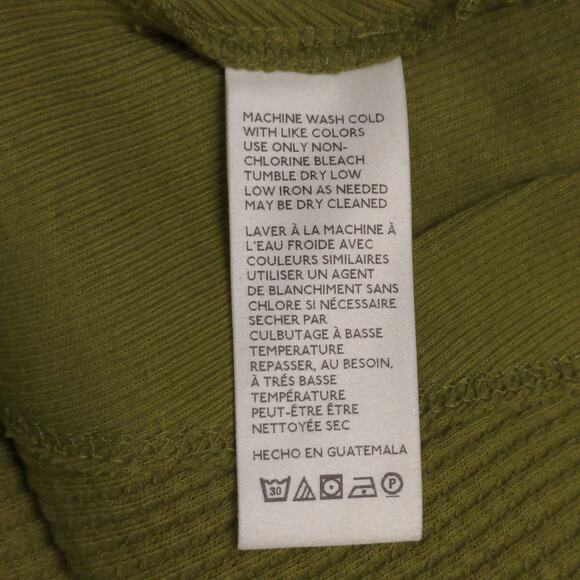 MACHINE WASH COLD
WITH LIKE COLORS
USE ONLY NON-
CHLORINE BLEACH
TUMBLE DRY LOW
LOW IRON AS NEEDED
MAY BE DRY CLEANED
LAVER À LA MACHINE À
L'EAU FROIDE AVEC
COULEURS SIMILAIRES
UTILISER UN AGENT
DE BLANCHIMENT SANS
CHLORE SI NÉCESSAIRE
SECHER PAR
CULBUTAGE À BASSE
TEMPERATURE
REPASSER, AU BESOIN,
À TRÉS BASSE
TEMPÉRATURE
PEUT-ÊTRE ÊTRE
NETTOYÉE SEC
HECHO EN GUATEMALA
30 P